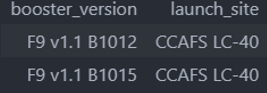 booster_version launch_site
F9 v1.1 B1012 CCAFS LC-40
F9 v1.1 B1015 CCAFS LC-40